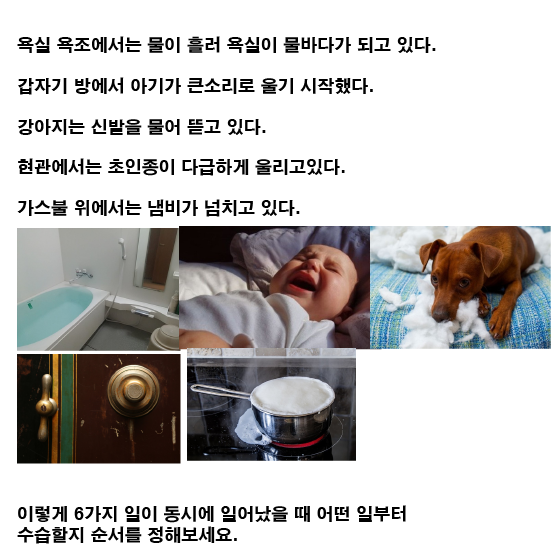 욕실 욕조에서는 물이 흘러 욕실이 물바다가 되고 있다.
갑자기 방에서 아기가 큰소리로 울기 시작했다.
강아지는 신발을 물어 뜯고 있다.
현관에서는 초인종이 다급하게 울리고있다.
가스불 위에서는 냄비가 넘치고 있다.
이렇게 6가지 일이 동시에 일어났을 때 어떤 일부터
수습할지 순서를 정해보세요.